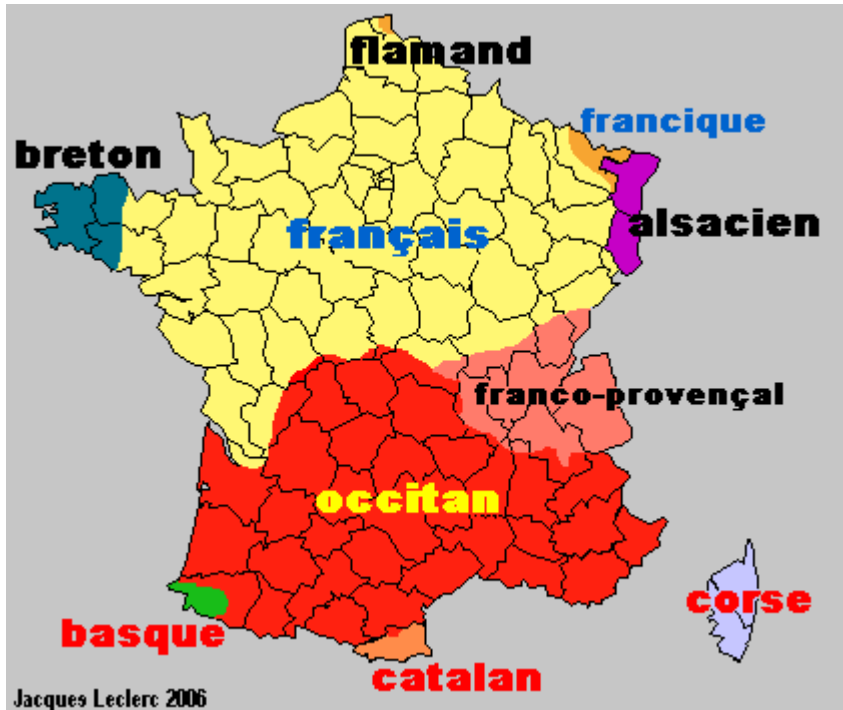 flamand
francique
breton
alsacien
français
franco-provençal
occitan
corse
basque
catalan
Jacques Leclerc 2006